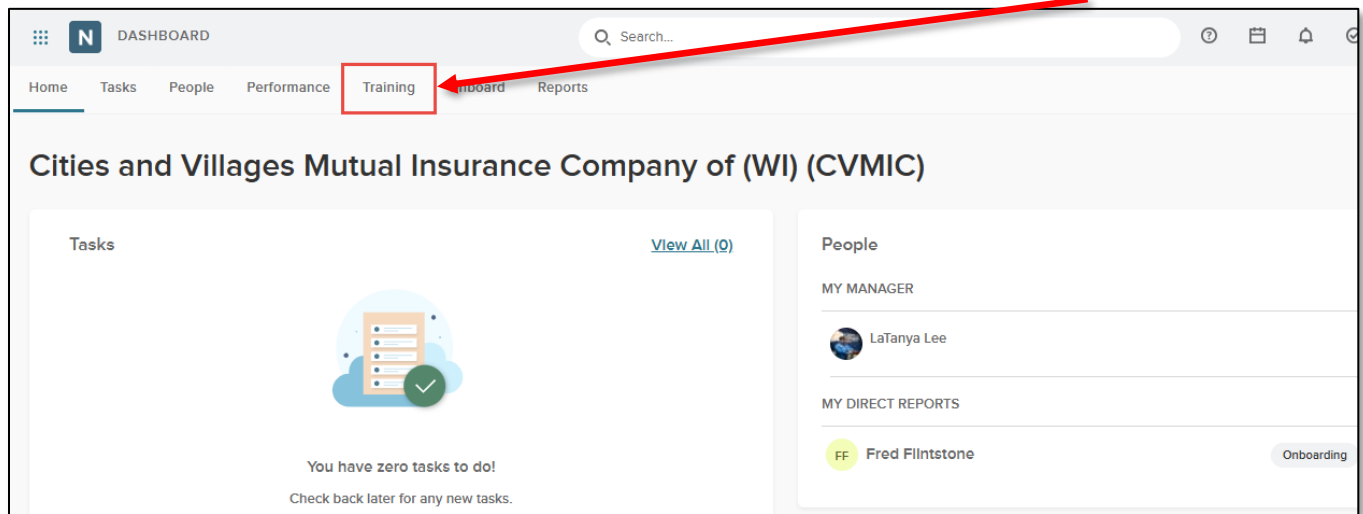 N DASHBOARD Search...
Home Tasks People Performance Training nboard Reports
Cities and Villages Mutual Insurance Company of (WI) (CVMIC)
Tasks View All (0)
People
MY MANAGER
LaTanya Lee
MY DIRECT REPORTS
FF Fred Flintstone Onboarding
You have zero tasks to do!
Check back later for any new tasks.